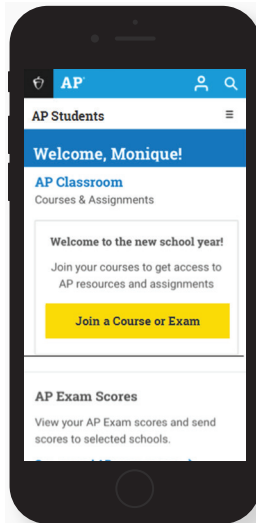 AP
AP Students
Welcome, Monique!
AP Classroom
Courses & Assignments
Welcome to the new school year!
Join your courses to get access to
AP resources and assignments
Join a Course or Exam
AP Exam Scores
View your AP Exam scores and send
scores to selected schools.